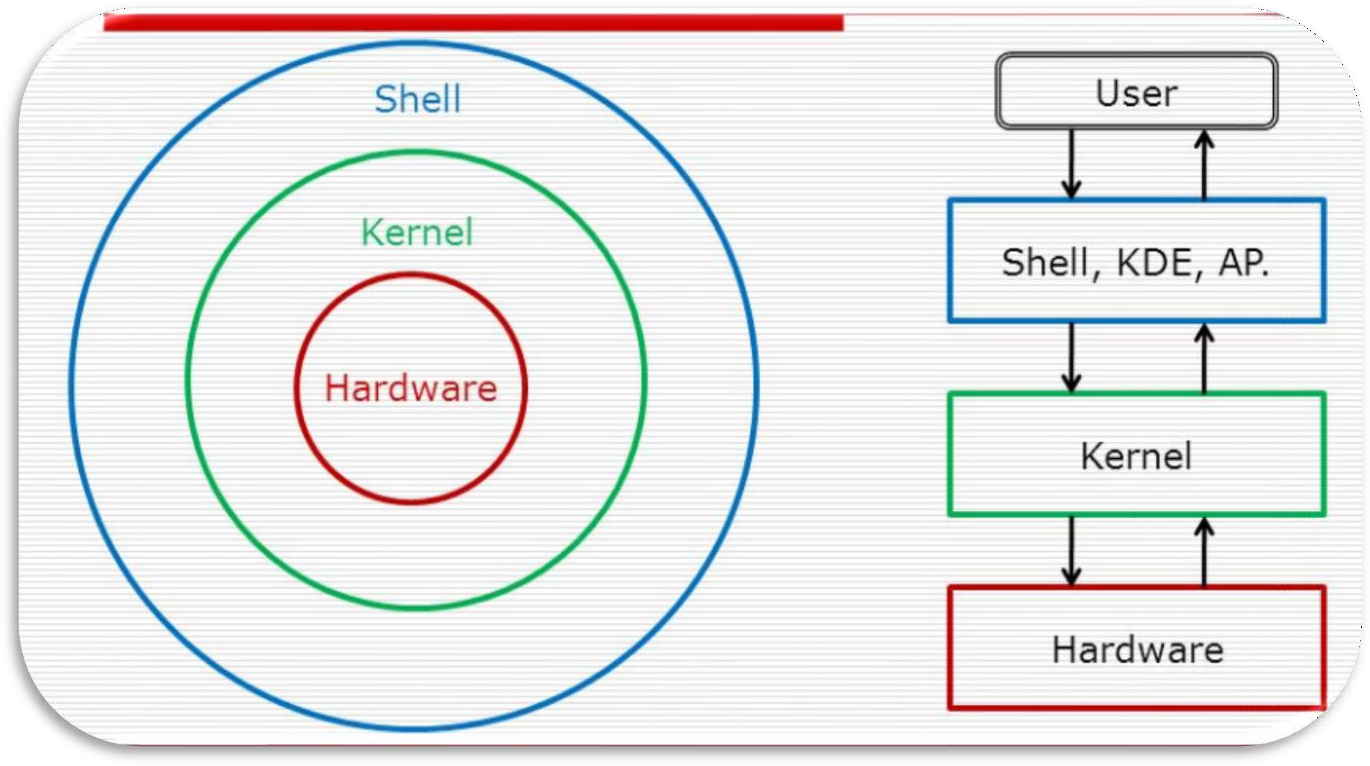 Shell
Kernel
Hardware
User
Shell, KDE, AP.
Kernel
Hardware